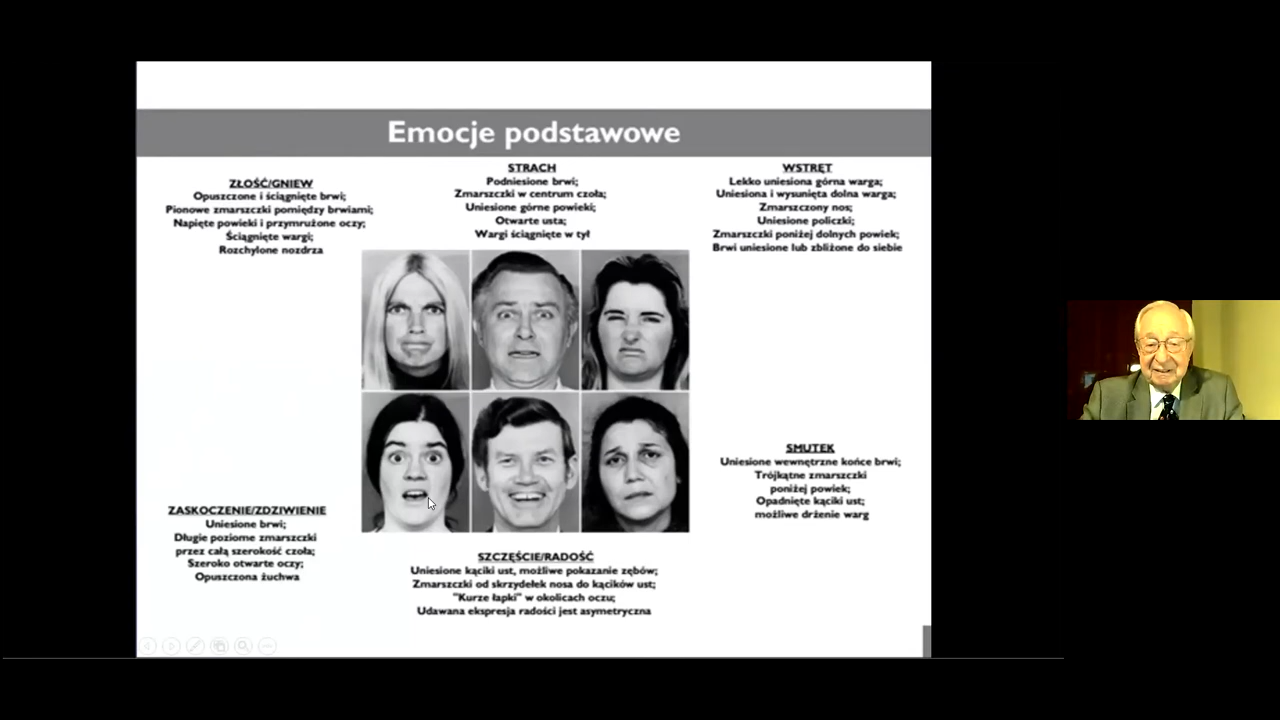 Emocje podstawowe
ZŁOŚĆ/GNIEW
Opuszczone i ściągnięte brwi;
Pionowe zmarszczki pomiędzy brwiami;
Napięte powieki i przymrużone oczy;
Ściągnięte wargi;
Rozchylone nozdrza
STRACH
Podniesione brwi;
Zmarszczki w centrum czoła;
Uniesione górne powieki;
Otwarte usta;
Wargi ściągnięte w tył
WSTRĘT
Lekko uniesiona górna warga;
Uniesiona i wysunięta dolna warga;
Zmarszczony nos;
Uniesione policzki;
Zmarszczki poniżej dolnych powiek;
Brwi uniesione lub zbliżone do siebie
ZASKOCZENIE/ZDZIWIENIE
Uniesione brwi;
Długie poziome zmarszczki
przez całą szerokość czoła;
Szeroko otwarte oczy;
Opuszczona żuchwa
SZCZĘŚCIE/RADOŚĆ
Uniesione kąciki ust, możliwe pokazanie zębów;
Zmarszczki od skrzydełek nosa do kącików ust;
"Kurze łapki" w okolicach oczu;
Udawana ekspresja radości jest asymetryczna
SMUTEK
Uniesione wewnętrzne końce brwi;
Trójkątne zmarszczki
poniżej powiek;
Opadnięte kąciki ust;
możliwe drżenie warg